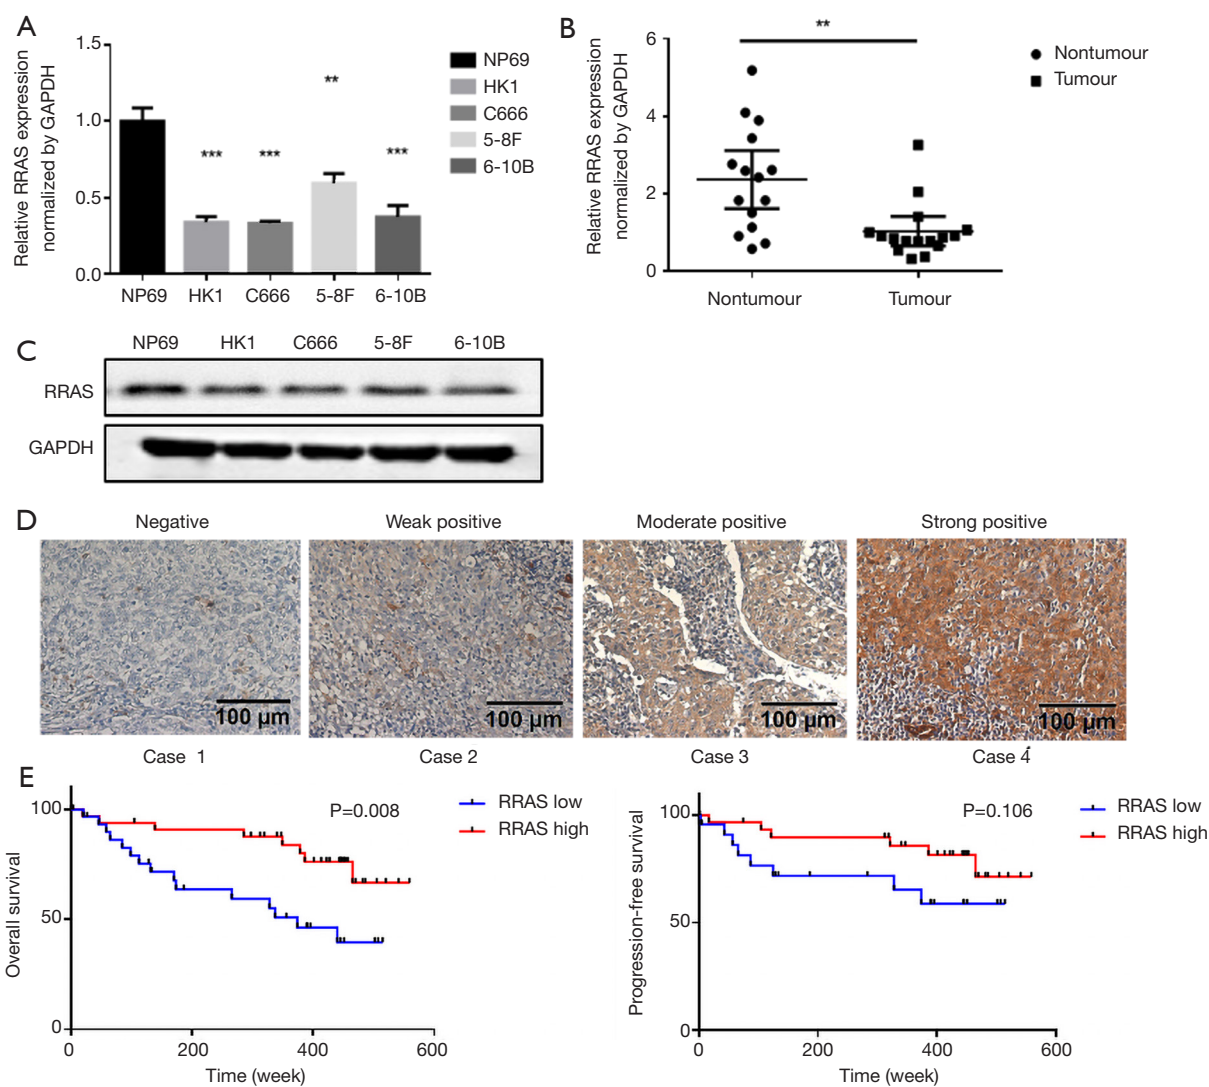 A
Relative RRAS expression
normalized by GAPDH
1.5
1.0
0.5
0.0
***
***
**
***
NP69
HK1
C666
5-8F
6-10B
NP69
HK1
C666
5-8F
6-10B
B
Relative RRAS expression
normalized by GAPDH
6
4
2
0
**
Nontumour
Tumour
Nontumour
Tumour
C
NP69
HK1
C666
5-8F
6-10B
RRAS
GAPDH
D
Negative
Weak positive
Moderate positive
Strong positive
100 µm
100 µm
100 µm
100 µm
Case 1
Case 2
Case 3
Case 4
E
Overall survival
100
50
0
P=0.008
RRAS low
RRAS high
0
200
400
600
Time (week)
Progression-free survival
100
50
0
P=0.106
RRAS low
RRAS high
0
200
400
600
Time (week)